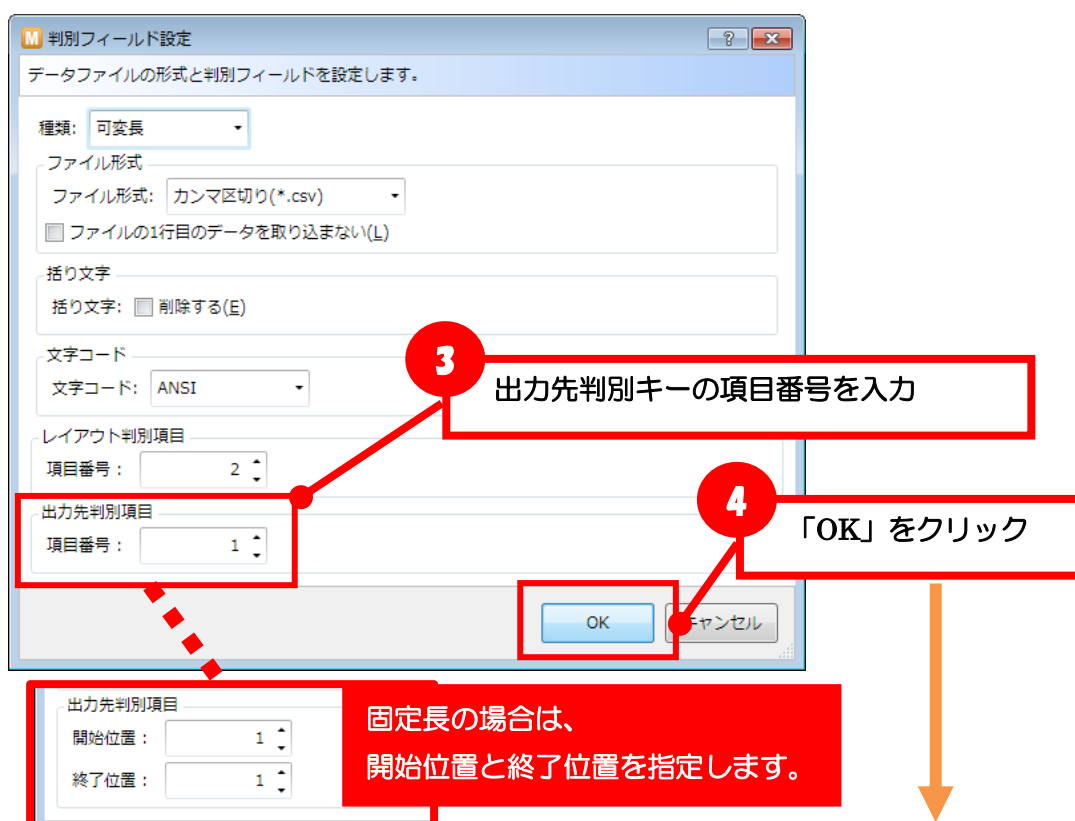 M 判別フィールド設定 ?
データファイルの形式と判別フィールドを設定します。
種類: 可変長
ファイル形式
ファイル形式: カンマ区切り(*.csv)
ファイルの1行目のデータを取り込まない(L)
括り文字
括り文字: 削除する(E)
文字コード
文字コード: ANSI
3
出力先判別キーの項目番号を入力
レイアウト判別項目
項目番号： 2
4
「OK」をクリック
出力先判別項目
項目番号： 1
OK
キャンセル
出力先判別項目
開始位置： 1
終了位置： 1
固定長の場合は、
開始位置と終了位置を指定します。